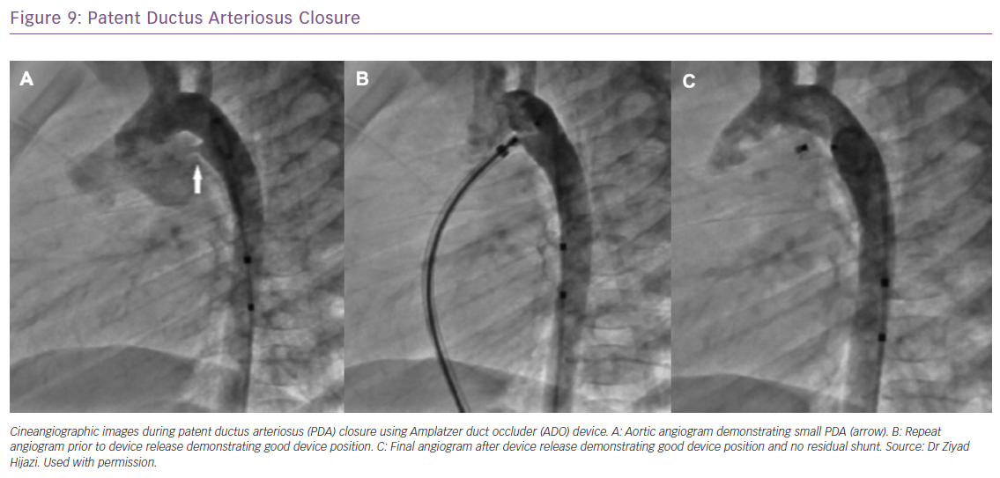 Figure 9: Patent Ductus Arteriosus Closure
A
B
C
Cineangiographic images during patent ductus arteriosus (PDA) closure using Amplatzer duct occluder (ADO) device. A: Aortic angiogram demonstrating small PDA (arrow). B: Repeat
angiogram prior to device release demonstrating good device position. C: Final angiogram after device release demonstrating good device position and no residual shunt. Source: Dr Ziyad
Hijazi. Used with permission.